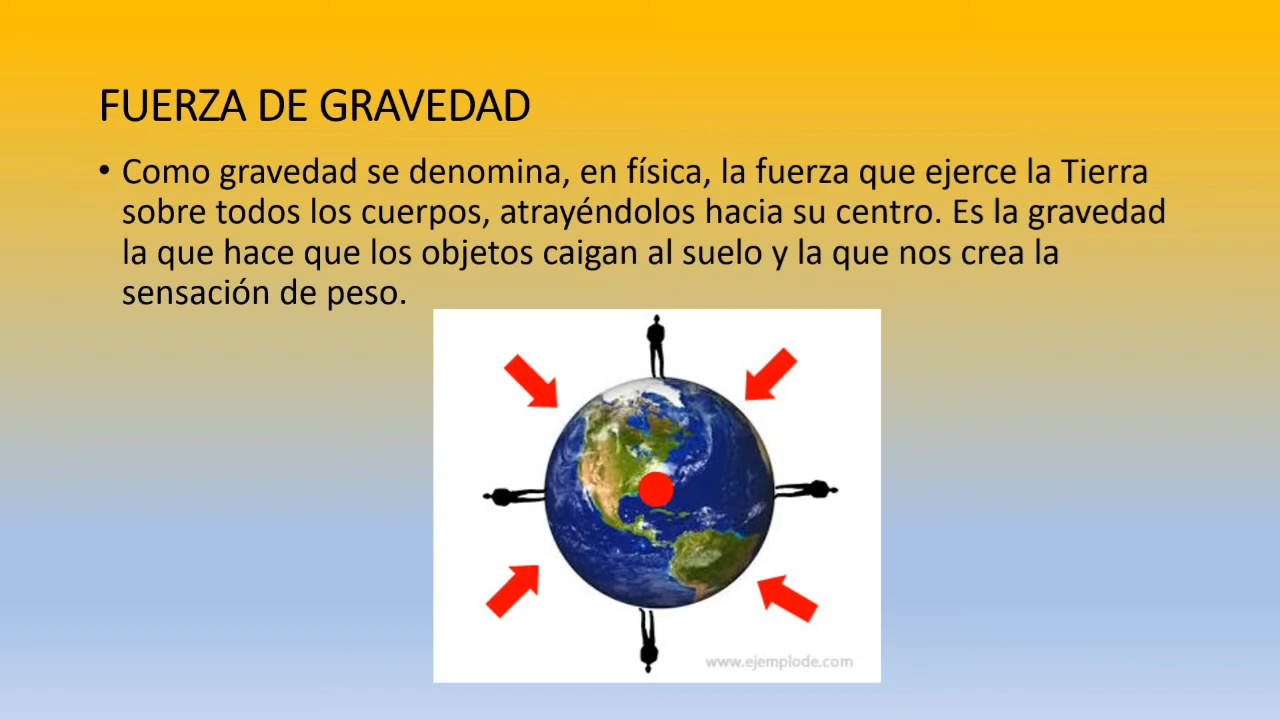 FUERZA DE GRAVEDAD
• Como gravedad se denomina, en física, la fuerza que ejerce la Tierra
sobre todos los cuerpos, atrayéndolos hacia su centro. Es la gravedad
la que hace que los objetos caigan al suelo y la que nos crea la
sensación de peso.
www.ejemplode.com